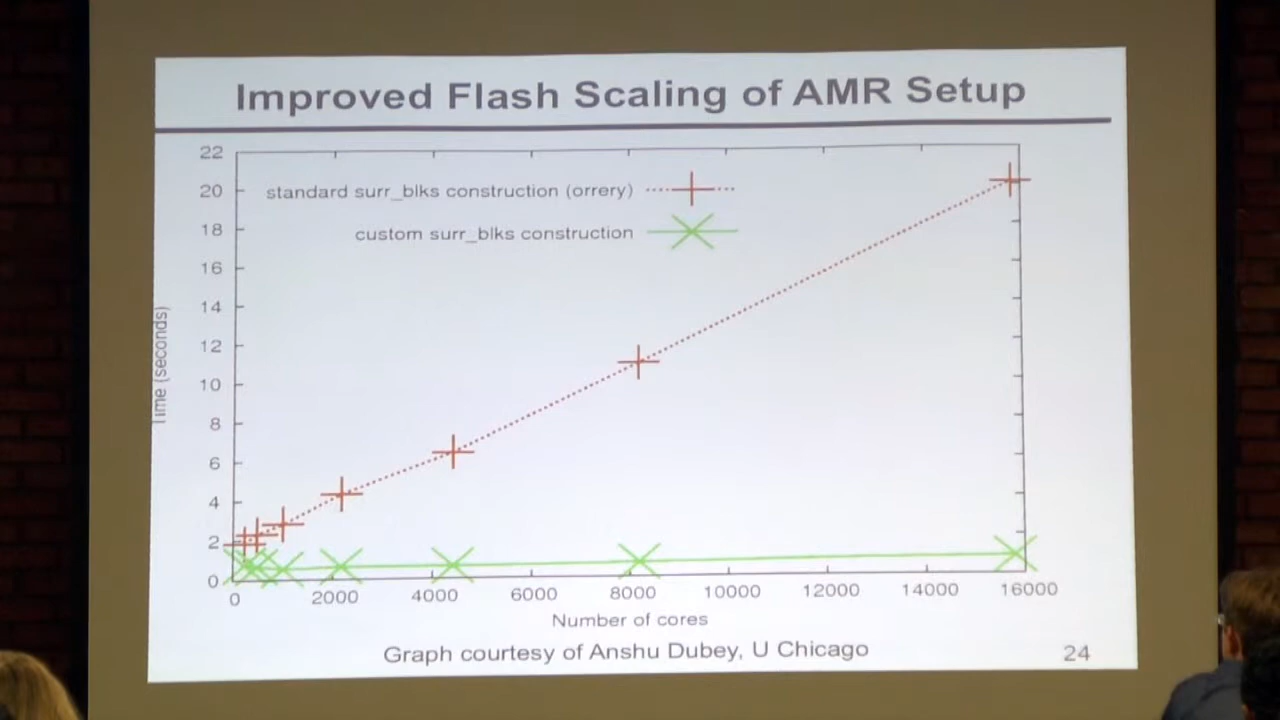 Improved Flash Scaling of AMR Setup
22
20
18
16
14
12
10
8
6
4
2
0
standard surr_blks construction (orrery)
custom surr_blks construction
Time (seconds)
0 2000 4000 6000 8000 10000 12000 14000 16000
Number of cores
Graph courtesy of Anshu Dubey, U Chicago
24